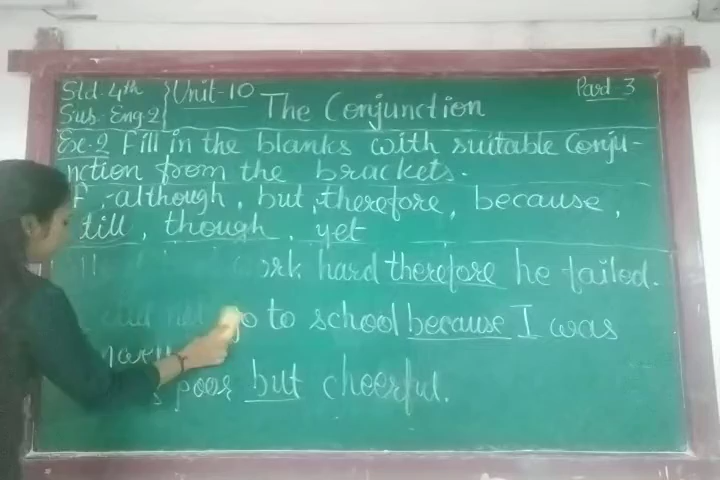 Std. 4th Unit-10 Part 3
Sub. Eng.2 The Conjunction
Ex.2 Fill in the blanks with suitable Conju-
nction from the brackets.
although, but, therefore, because,
till, though, yet
hard therefore he failed.
not go to school because I was
poor but cheerful.